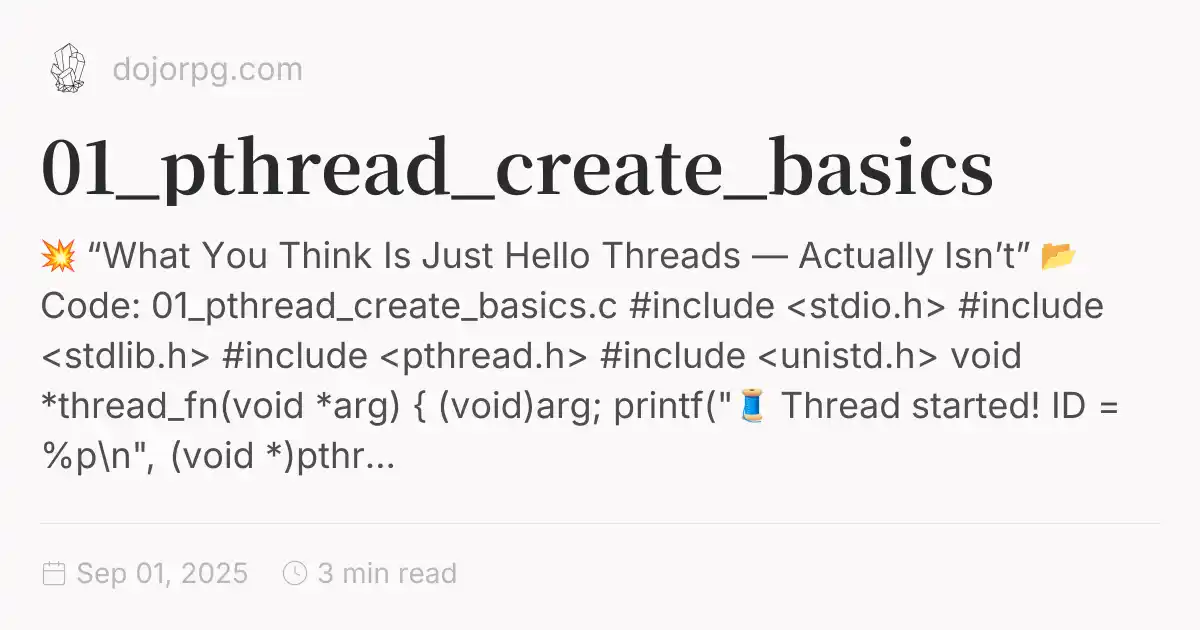 dojorpg.com
01_pthread_create_basics
💥 “What You Think Is Just Hello Threads — Actually Isn’t” 📂
Code: 01_pthread_create_basics.c #include <stdio.h> #include
<stdlib.h> #include <pthread.h> #include <unistd.h> void
*thread_fn(void *arg) { (void)arg; printf("🧵 Thread started! ID =
%p\n", (void *)pthr...
Sep 01, 2025 3 min read